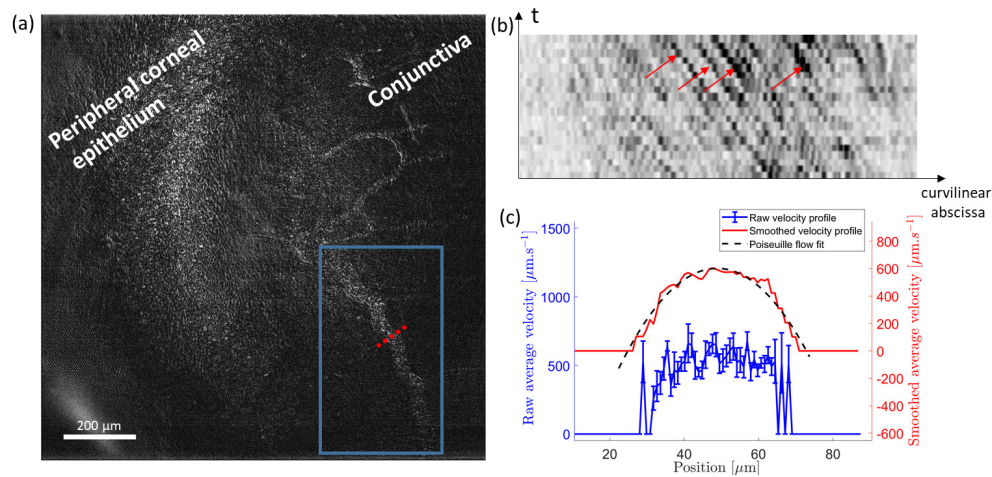 (a)
Peripheral corneal
epithelium
Conjunctiva
200 µm
(b)
t
curvilinear
abscissa
(c)
Raw velocity profile
Smoothed velocity profile
Poiseuille flow fit
Raw average velocity [µm.s⁻¹]
1500
1000
500
0
Smoothed average velocity [µm.s⁻¹]
800
600
400
200
0
-200
-400
-600
20
40
60
80
Position [µm]